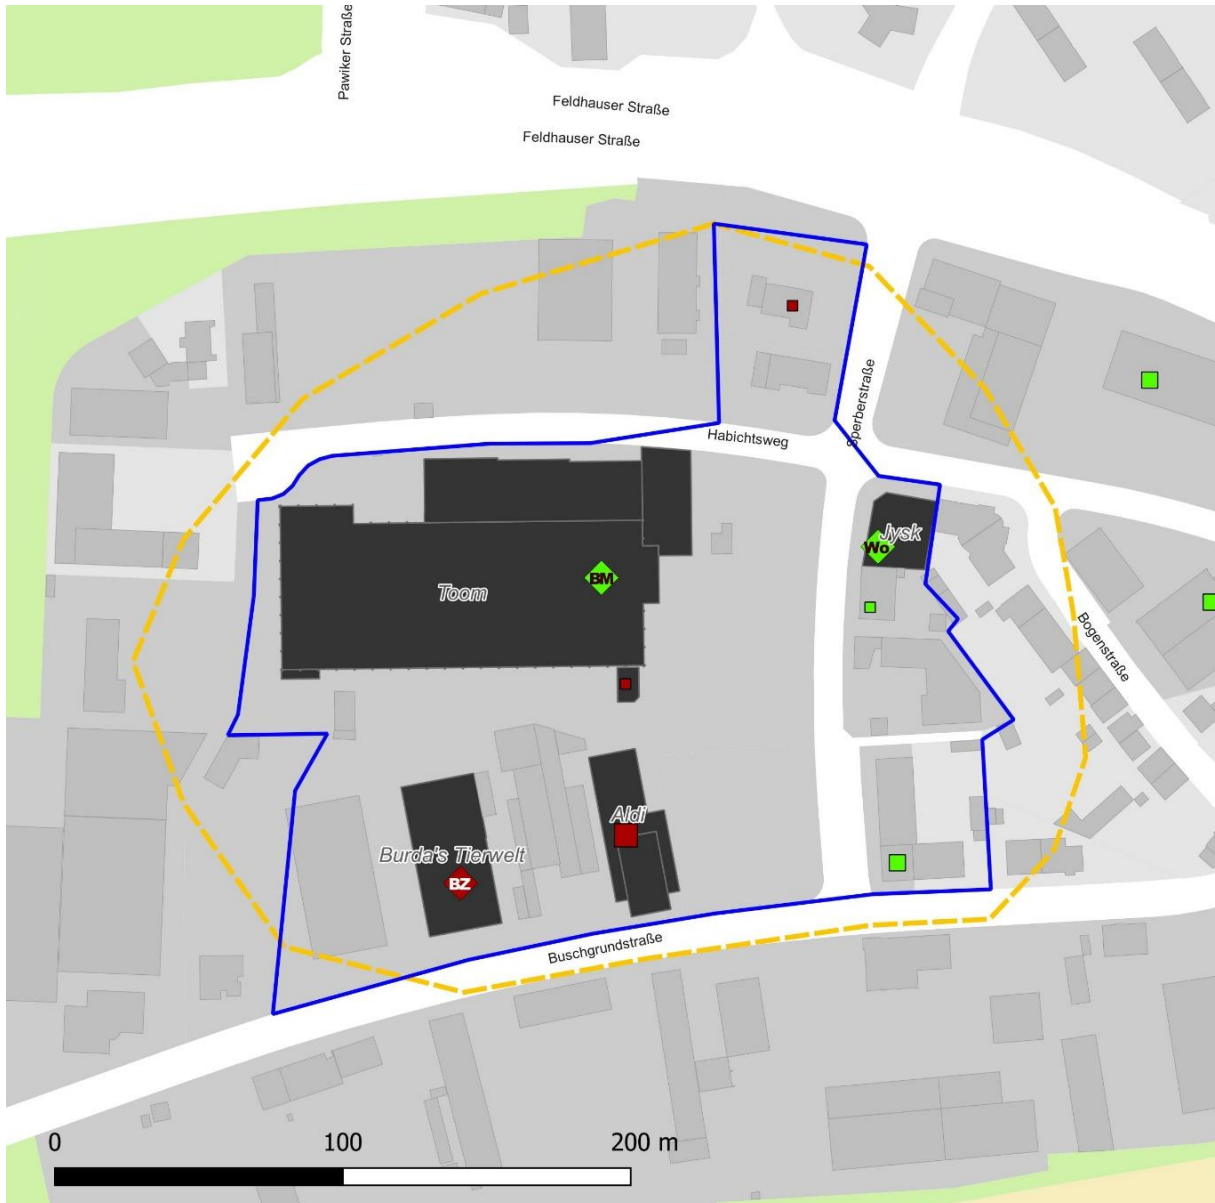 Pawiker Straße
Feldhauser Straße
Feldhauser Straße
Sperberstraße
Habichtsweg
Jysk
Wo
BM
Toom
Bogenstraße
Aldi
Burda's Tierwelt
BZ
Buschgrundstraße
0 100 200 m